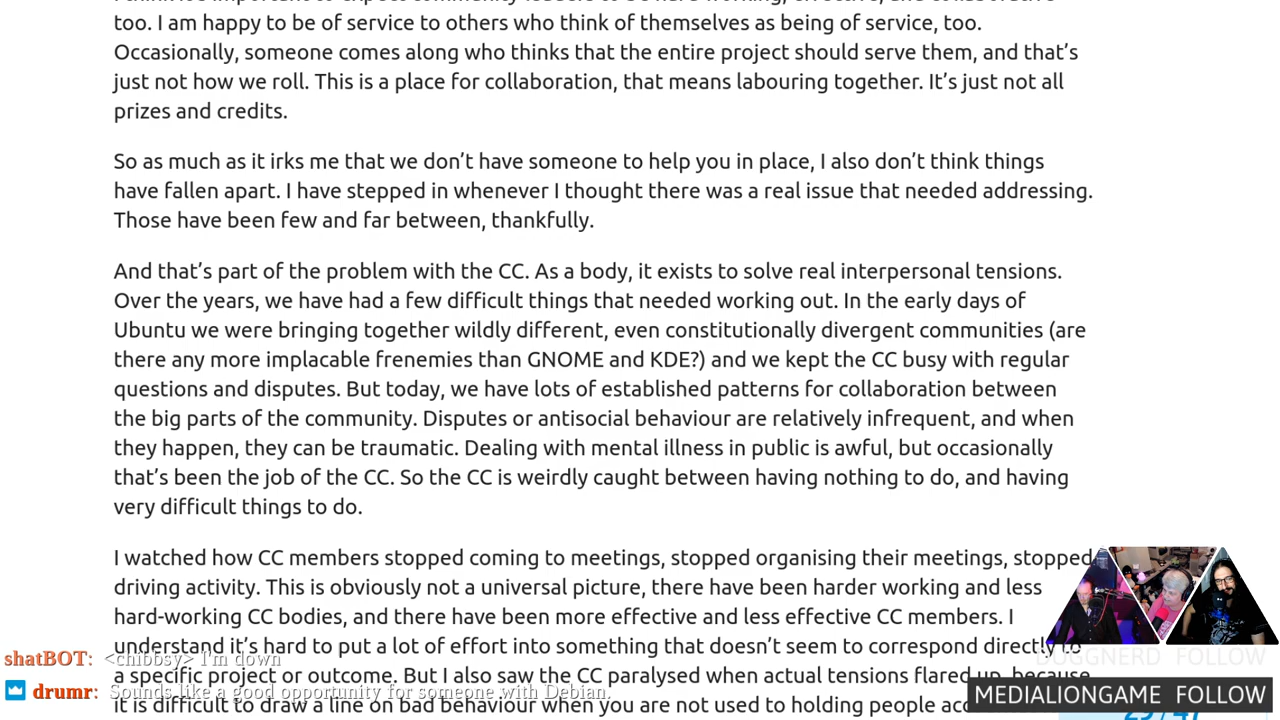 too. I am happy to be of service to others who think of themselves as being of service, too.
Occasionally, someone comes along who thinks that the entire project should serve them, and that's
just not how we roll. This is a place for collaboration, that means labouring together. It's just not all
prizes and credits.
So as much as it irks me that we don't have someone to help you in place, I also don't think things
have fallen apart. I have stepped in whenever I thought there was a real issue that needed addressing.
Those have been few and far between, thankfully.
And that's part of the problem with the CC. As a body, it exists to solve real interpersonal tensions.
Over the years, we have had a few difficult things that needed working out. In the early days of
Ubuntu we were bringing together wildly different, even constitutionally divergent communities (are
there any more implacable frenemies than GNOME and KDE?) and we kept the CC busy with regular
questions and disputes. But today, we have lots of established patterns for collaboration between
the big parts of the community. Disputes or antisocial behaviour are relatively infrequent, and when
they happen, they can be traumatic. Dealing with mental illness in public is awful, but occasionally
that's been the job of the CC. So the CC is weirdly caught between having nothing to do, and having
very difficult things to do.
I watched how CC members stopped coming to meetings, stopped organising their meetings, stopped
driving activity. This is obviously not a universal picture, there have been harder working and less
hard-working CC bodies, and there have been more effective and less effective CC members. I
understand it's hard to put a lot of effort into something that doesn't seem to correspond directly to
shatBOT: <chibbsy> I'm down
DUGGNERD FOLLOW
a specific project or outcome. But I also saw the CC paralysed when actual tensions flared up, because
drumr: Sounds like a good opportunity for someone with Debian.
MEDIALIONGAME FOLLOW
it is difficult to draw a line on bad behaviour when you are not used to holding people